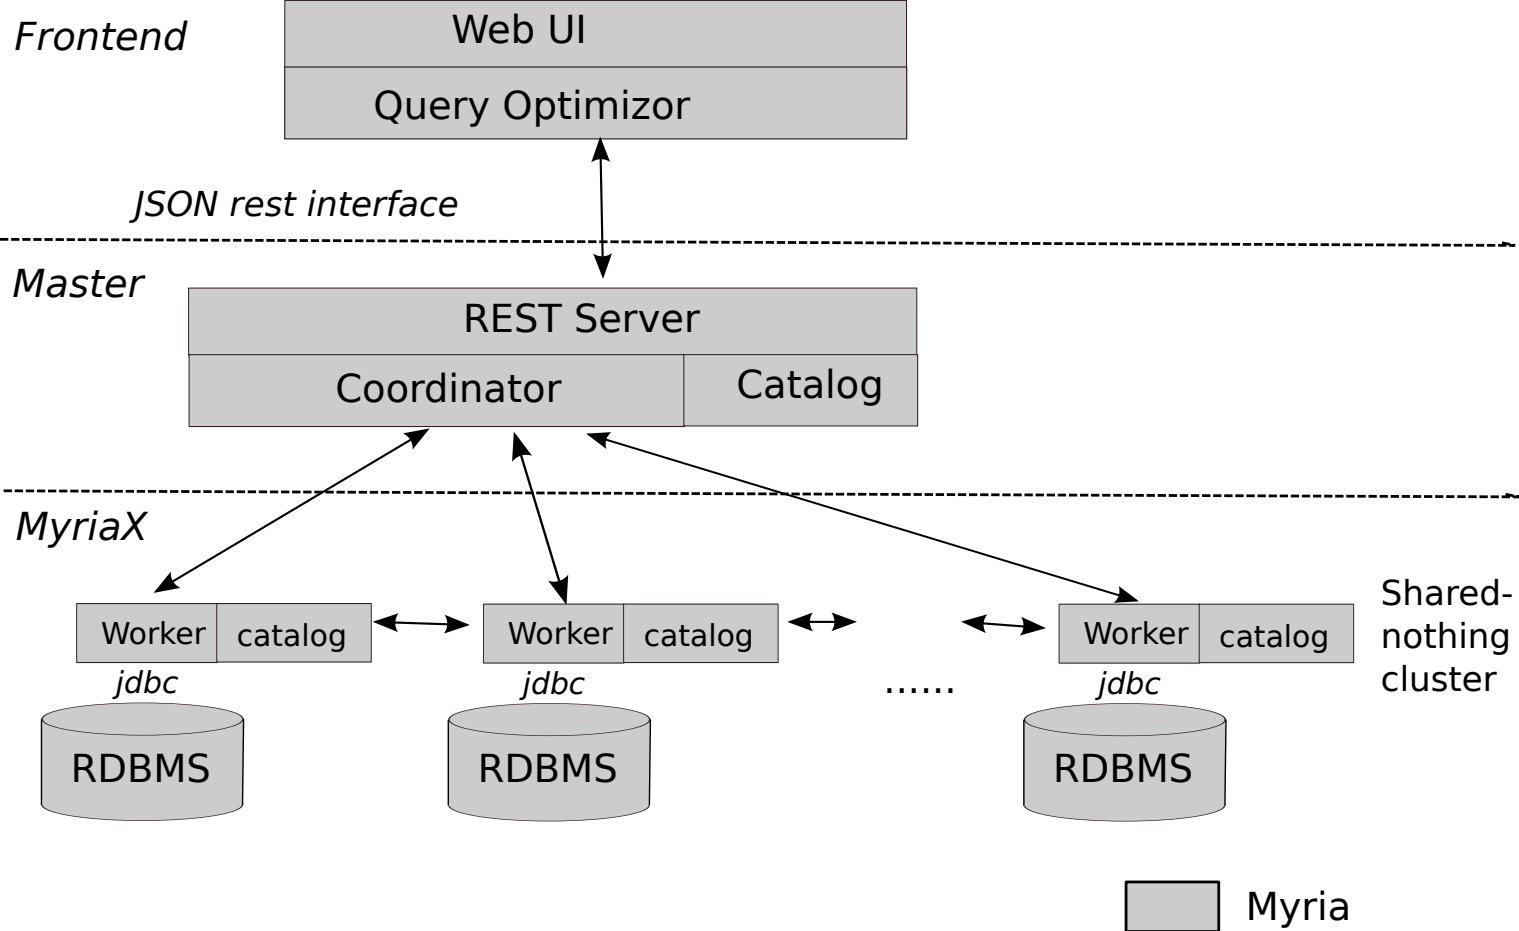 Frontend
Web UI
Query Optimizor
JSON rest interface
Master
REST Server
Coordinator
Catalog
MyriaX
Worker
catalog
Worker
catalog
Worker
catalog
Shared-
nothing
cluster
jdbc
jdbc
......
jdbc
RDBMS
RDBMS
RDBMS
Myria